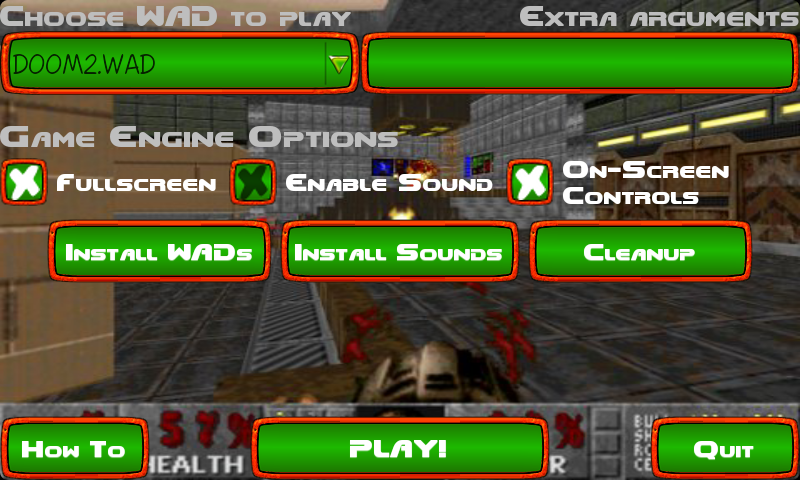 Choose WAD to play
Extra arguments
DOOM2.WAD
Game Engine Options
Fullscreen
Enable Sound
On-Screen
Controls
Install WADs
Install Sounds
Cleanup
57%
%
HEALTH
R
How To
PLAY!
Quit